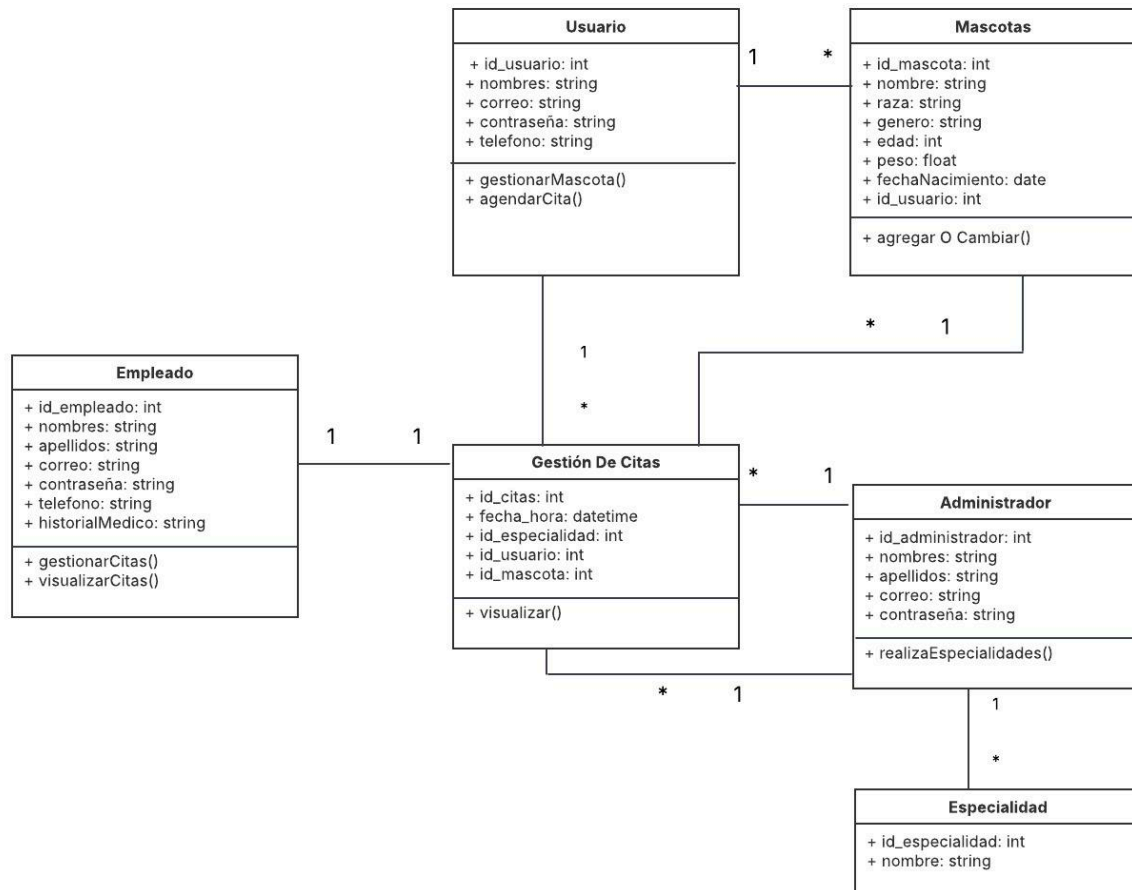 Usuario
+ id_usuario: int
+ nombres: string
+ correo: string
+ contraseña: string
+ telefono: string
+ gestionarMascota()
+ agendarCita()
1
*
Mascotas
+ id_mascota: int
+ nombre: string
+ raza: string
+ genero: string
+ edad: int
+ peso: float
+ fechaNacimiento: date
+ id_usuario: int
+ agregar O Cambiar()
*
1
1
*
Empleado
+ id_empleado: int
+ nombres: string
+ apellidos: string
+ correo: string
+ contraseña: string
+ telefono: string
+ historialMedico: string
+ gestionarCitas()
+ visualizarCitas()
1
1
Gestión De Citas
+ id_citas: int
+ fecha_hora: datetime
+ id_especialidad: int
+ id_usuario: int
+ id_mascota: int
+ visualizar()
*
1
Administrador
+ id_administrador: int
+ nombres: string
+ apellidos: string
+ correo: string
+ contraseña: string
+ realizaEspecialidades()
*
1
1
*
Especialidad
+ id_especialidad: int
+ nombre: string